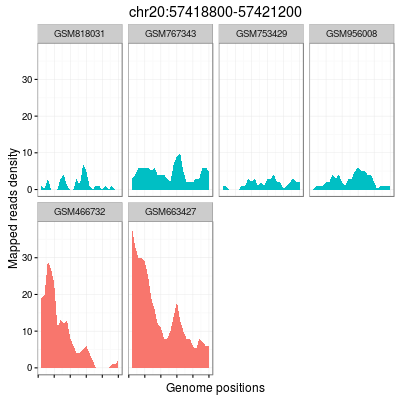 chr20:57418800-57421200
GSM818031 GSM767343 GSM753429 GSM956008
30
20
10
0
GSM466732 GSM663427
30
20
10
0
Mapped reads density
Genome positions